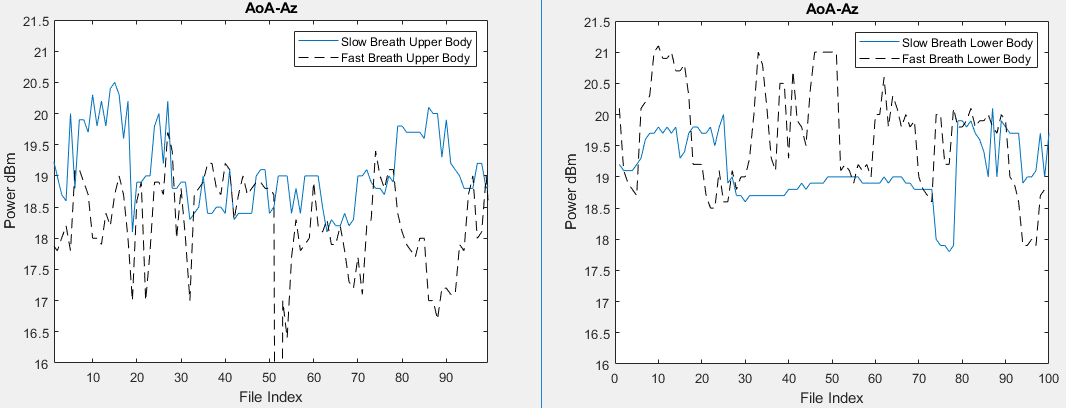 AoA-Az
21.5
21
20.5
20
19.5
19
18.5
18
17.5
17
16.5
16
Power dBm
10 20 30 40 50 60 70 80 90
File Index
Slow Breath Upper Body
Fast Breath Upper Body
AoA-Az
21.5
21
20.5
20
19.5
19
18.5
18
17.5
17
16.5
16
Power dBm
0 10 20 30 40 50 60 70 80 90 100
File Index
Slow Breath Lower Body
Fast Breath Lower Body